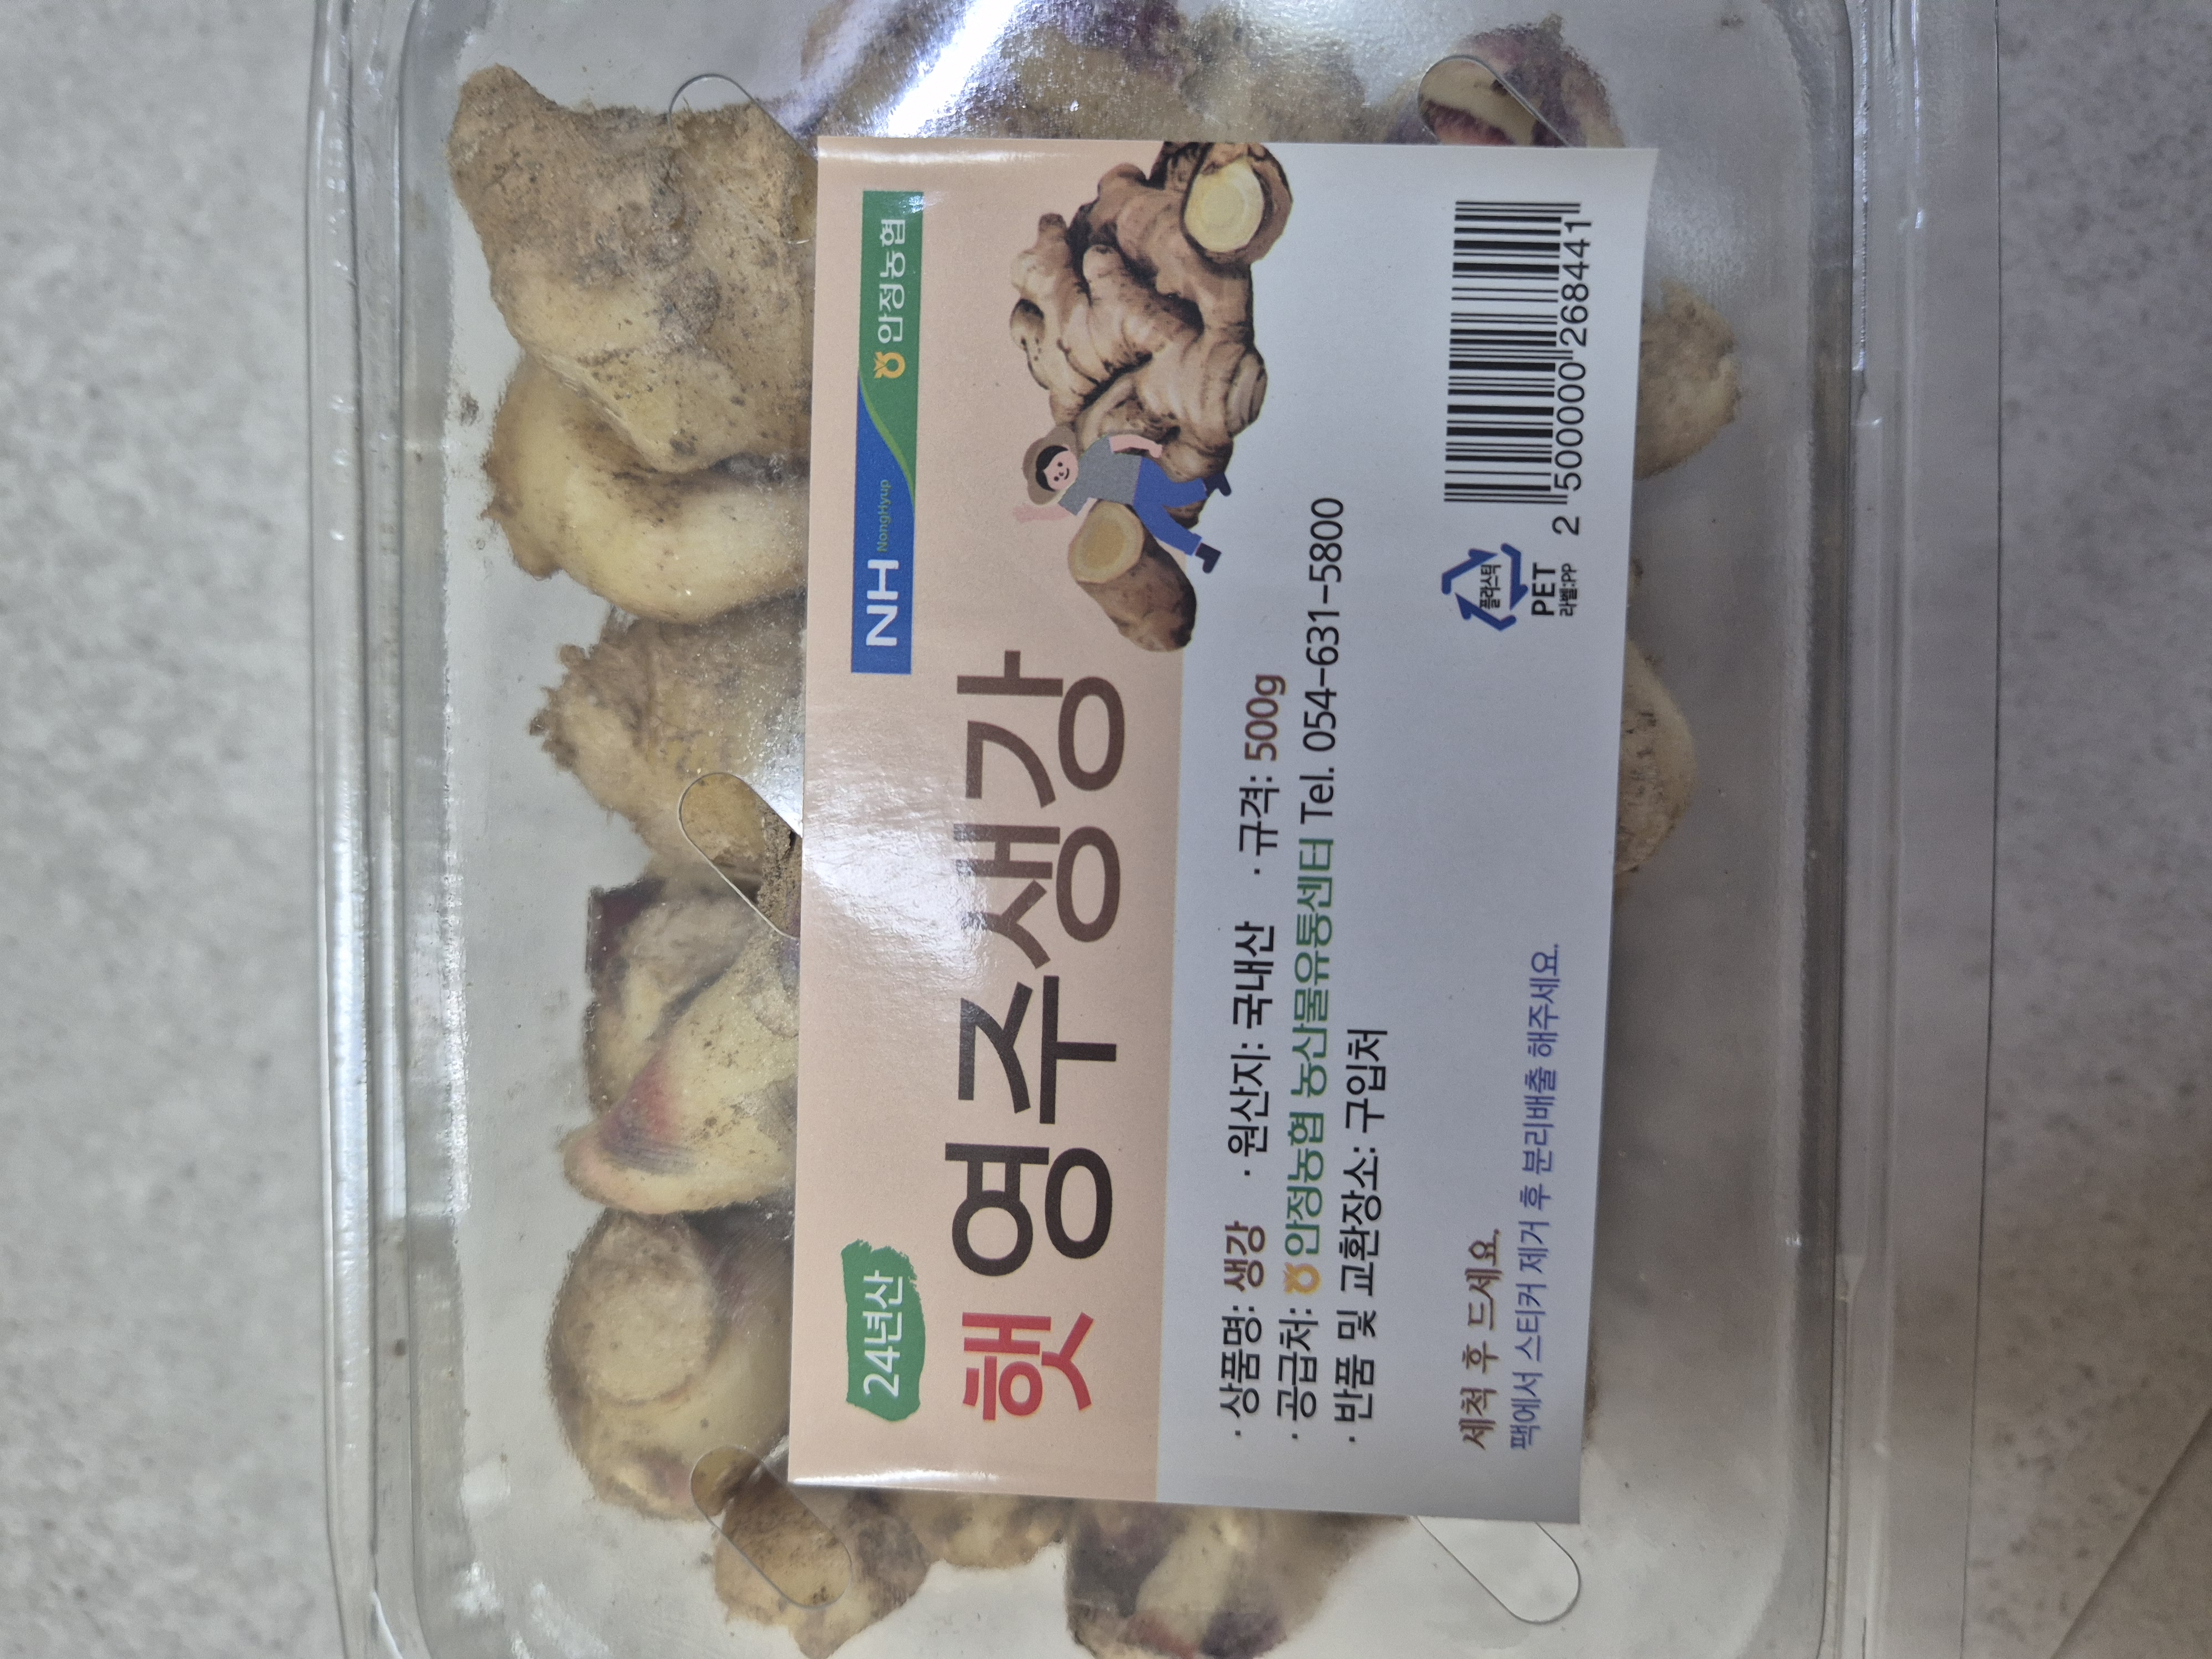 24년산
NH NongHyup 안정농협
햇 영주생강
· 상품명: 생강 · 원산지: 국내산 · 규격: 500g
· 공급처: 안정농협 농산물유통센터 Tel. 054-631-5800
· 반품 및 교환장소: 구입처
세척 후 드세요.
팩에서 스티커 제거 후 분리배출 해주세요.
플라스틱
PET
라벨:PP
2 500000 268441